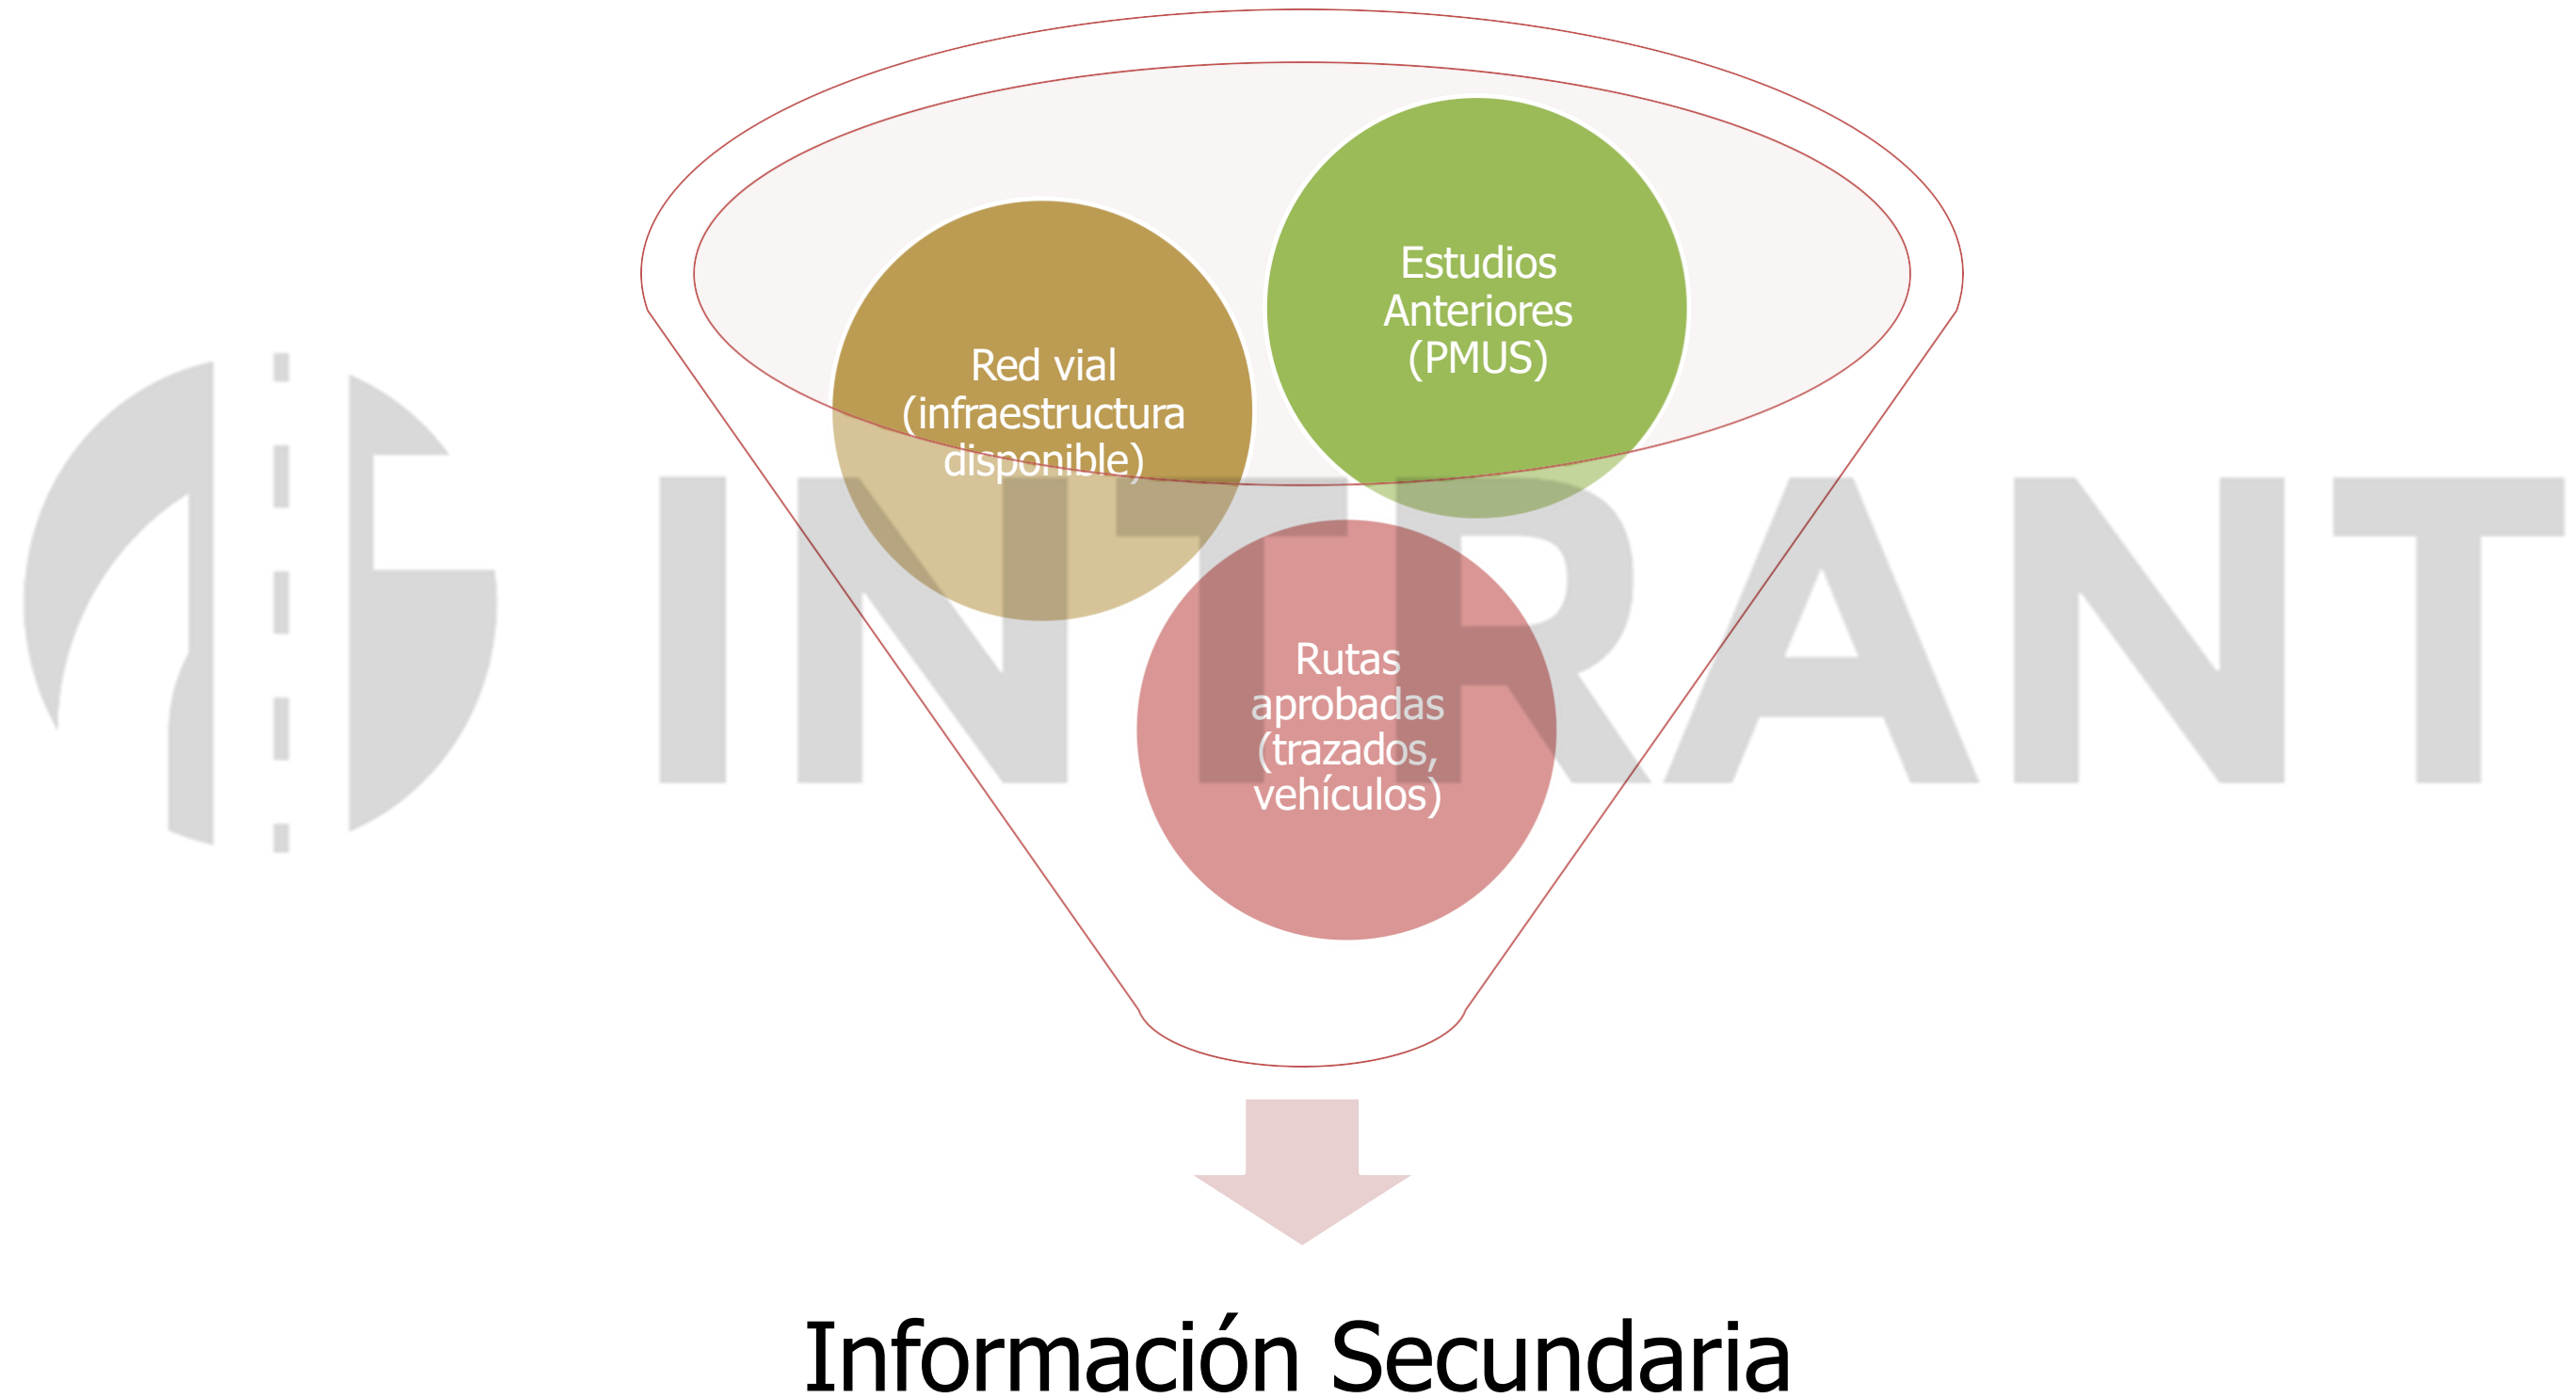 Estudios
Anteriores
(PMUS)
Red vial
(infraestructura
disponible)
INTRANT
Rutas
aprobadas
(trazados,
vehículos)
Información Secundaria